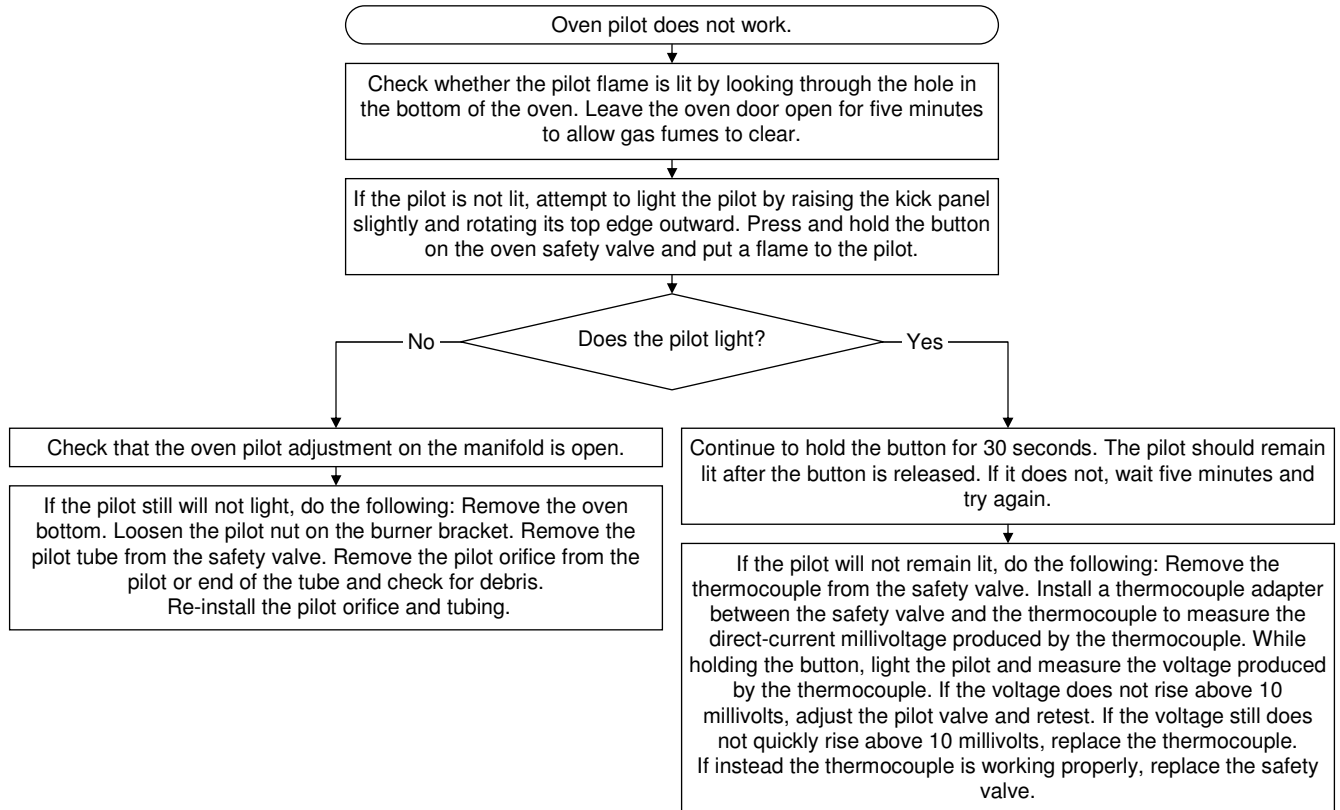 Oven pilot does not work.
Check whether the pilot flame is lit by looking through the hole in
the bottom of the oven. Leave the oven door open for five minutes
to allow gas fumes to clear.
If the pilot is not lit, attempt to light the pilot by raising the kick panel
slightly and rotating its top edge outward. Press and hold the button
on the oven safety valve and put a flame to the pilot.
Does the pilot light?
No
Yes
Check that the oven pilot adjustment on the manifold is open.
If the pilot still will not light, do the following: Remove the oven
bottom. Loosen the pilot nut on the burner bracket. Remove the
pilot tube from the safety valve. Remove the pilot orifice from the
pilot or end of the tube and check for debris.
Re-install the pilot orifice and tubing.
Continue to hold the button for 30 seconds. The pilot should remain
lit after the button is released. If it does not, wait five minutes and
try again.
If the pilot will not remain lit, do the following: Remove the
thermocouple from the safety valve. Install a thermocouple adapter
between the safety valve and the thermocouple to measure the
direct-current millivoltage produced by the thermocouple. While
holding the button, light the pilot and measure the voltage produced
by the thermocouple. If the voltage does not rise above 10
millivolts, adjust the pilot valve and retest. If the voltage still does
not quickly rise above 10 millivolts, replace the thermocouple.
If instead the thermocouple is working properly, replace the safety
valve.